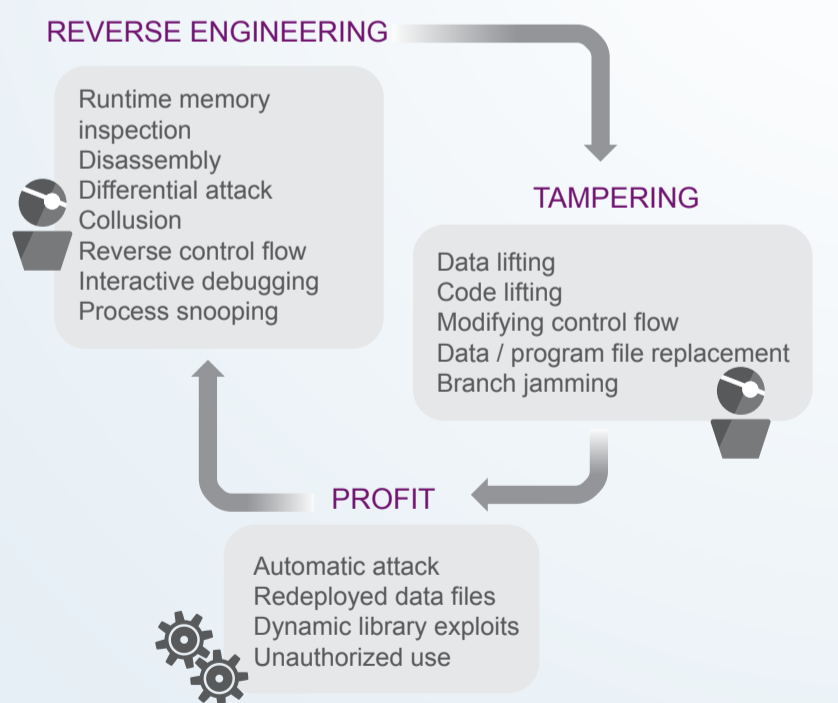 REVERSE ENGINEERING
Runtime memory
inspection
Disassembly
Differential attack
Collusion
Reverse control flow
Interactive debugging
Process snooping
TAMPERING
Data lifting
Code lifting
Modifying control flow
Data / program file replacement
Branch jamming
PROFIT
Automatic attack
Redeployed data files
Dynamic library exploits
Unauthorized use